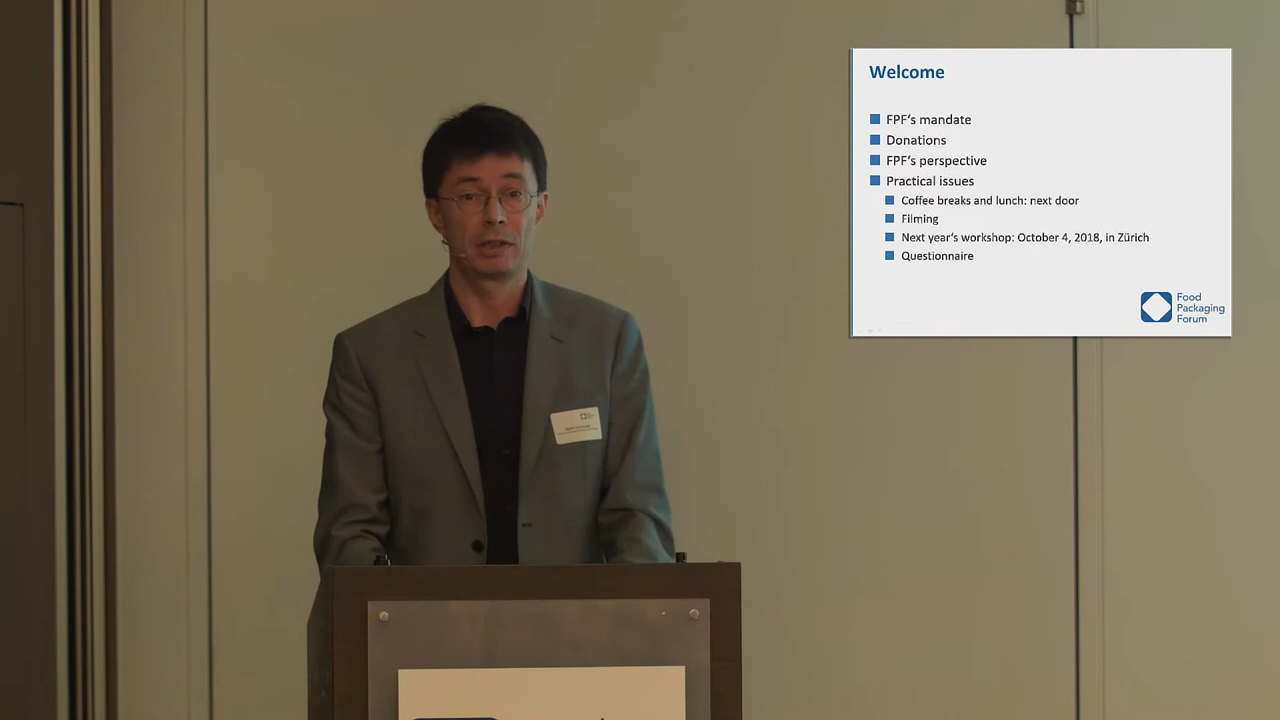 Welcome
FPF's mandate
Donations
FPF's perspective
Practical issues
Coffee breaks and lunch: next door
Filming
Next year's workshop: October 4, 2018, in Zürich
Questionnaire
Food
Packaging
Forum